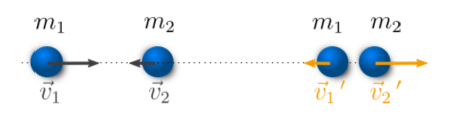 m₁ m₂ m₁ m₂
v⃗₁ v⃗₂ v⃗₁′ v⃗₂′